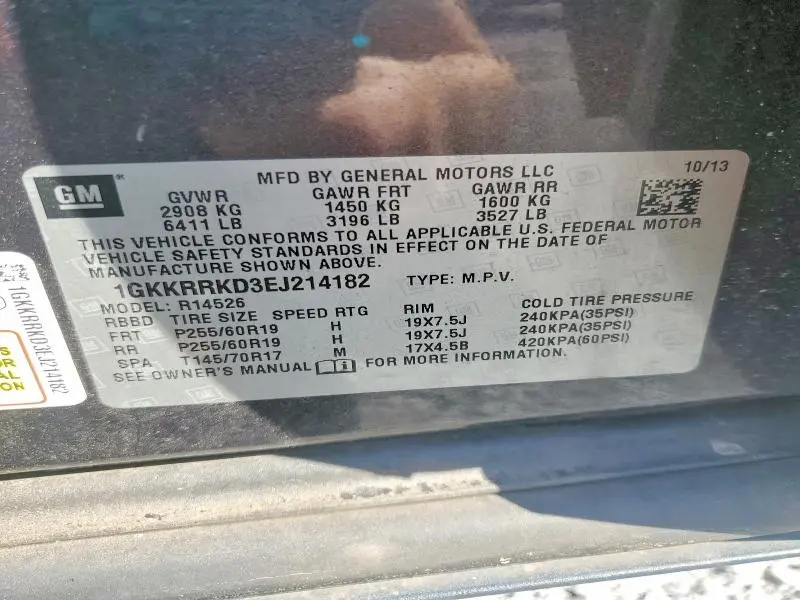 GM
MFD BY GENERAL MOTORS LLC 10/13
GVWR GAWR FRT GAWR RR
2908 KG 1450 KG 1600 KG
6411 LB 3196 LB 3527 LB
THIS VEHICLE CONFORMS TO ALL APPLICABLE U.S. FEDERAL MOTOR
VEHICLE SAFETY STANDARDS IN EFFECT ON THE DATE OF
MANUFACTURE SHOWN ABOVE.
1GKKRRKD3EJ214182 TYPE: M.P.V.
MODEL: R14526
RBBD TIRE SIZE SPEED RTG RIM COLD TIRE PRESSURE
FRT P255/60R19 H 19X7.5J 240KPA(35PSI)
RR P255/60R19 H 19X7.5J 240KPA(35PSI)
SPA T145/70R17 M 17X4.5B 420KPA(60PSI)
SEE OWNER'S MANUAL FOR MORE INFORMATION.
1GKKRRKD3EJ214182
S
OR
AL
ON